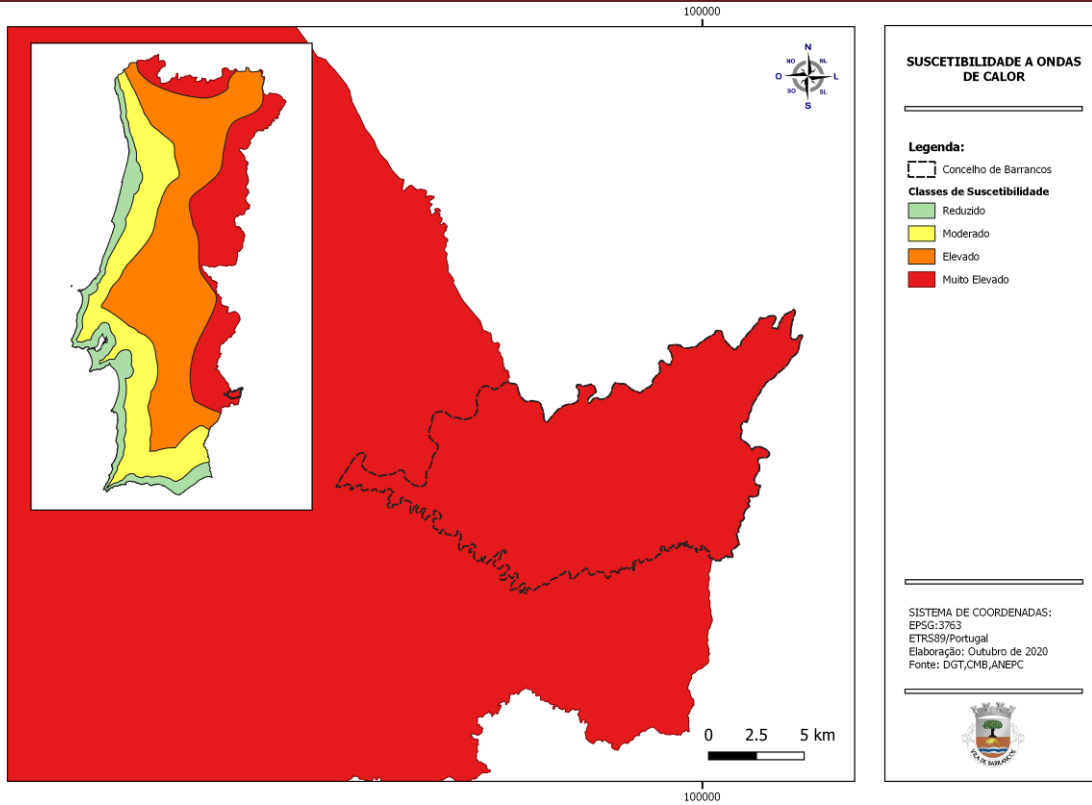 100000
N
NO
NL
O
L
SO
SL
S
0 2.5 5 km
100000
SUSCETIBILIDADE A ONDAS
DE CALOR
Legenda:
Concelho de Barrancos
Classes de Suscetibilidade
Reduzido
Moderado
Elevado
Muito Elevado
SISTEMA DE COORDENADAS:
EPSG:3763
ETRS89/Portugal
Elaboração: Outubro de 2020
Fonte: DGT,CMB,ANEPC
VILA DE BARRANCOS